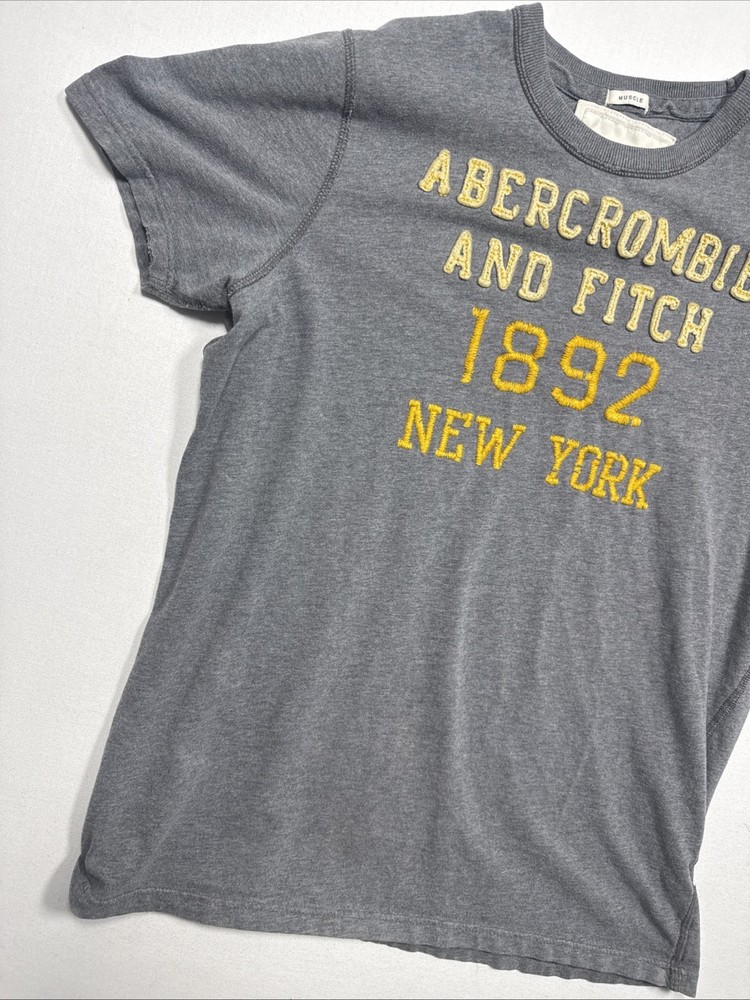 MUSCLE
ABERCROMBIE
AND FITCH
1892
NEW YORK